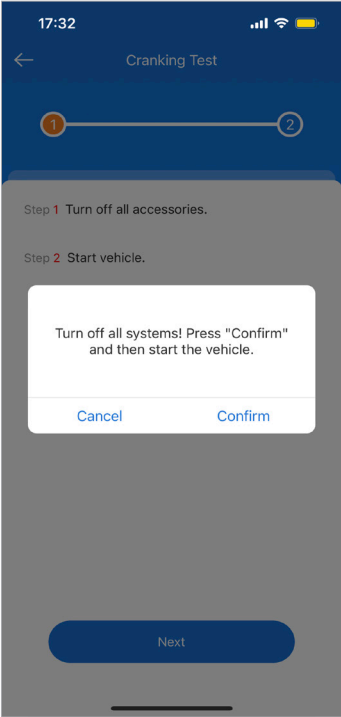 17:32
Cranking Test
1
2
Step 1 Turn off all accessories.
Step 2 Start vehicle.
Turn off all systems! Press "Confirm"
and then start the vehicle.
Cancel Confirm
Next